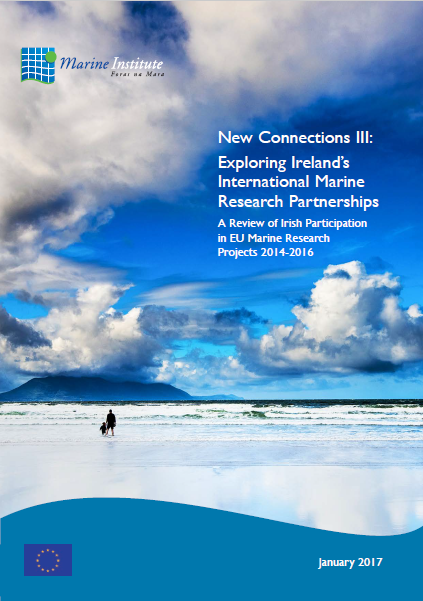 Marine Institute
Foras na Mara
New Connections III:
Exploring Ireland's
International Marine
Research Partnerships
A Review of Irish Participation
in EU Marine Research
Projects 2014-2016
January 2017